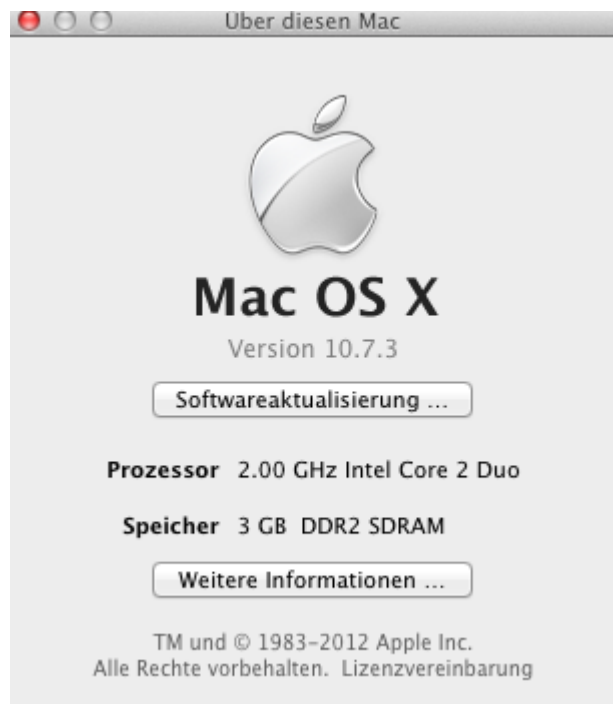 Über diesen Mac
Mac OS X
Version 10.7.3
Softwareaktualisierung ...
Prozessor 2.00 GHz Intel Core 2 Duo
Speicher 3 GB DDR2 SDRAM
Weitere Informationen ...
TM und © 1983–2012 Apple Inc.
Alle Rechte vorbehalten. Lizenzvereinbarung